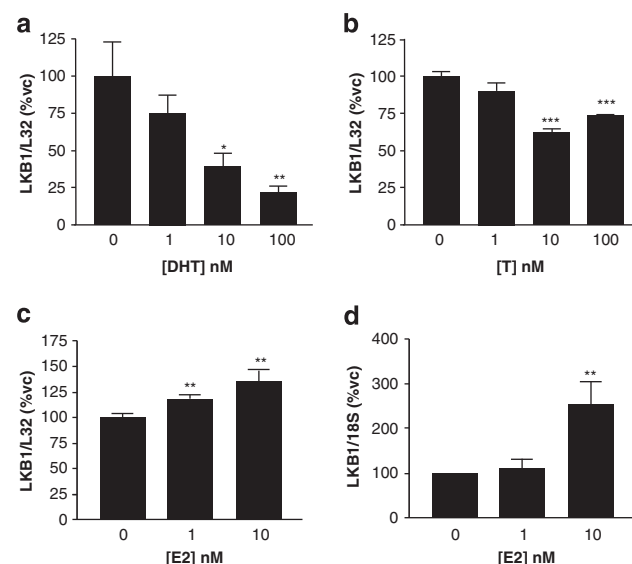 a
125
100
75
50
25
0
LKB1/L32 (%vc)
*
**
0 1 10 100
[DHT] nM
b
125
100
75
50
25
0
LKB1/L32 (%vc)
***
***
0 1 10 100
[T] nM
c
175
150
125
100
75
50
25
0
LKB1/L32 (%vc)
**
**
0 1 10
[E2] nM
d
400
300
200
100
0
LKB1/18S (%vc)
**
0 1 10
[E2] nM